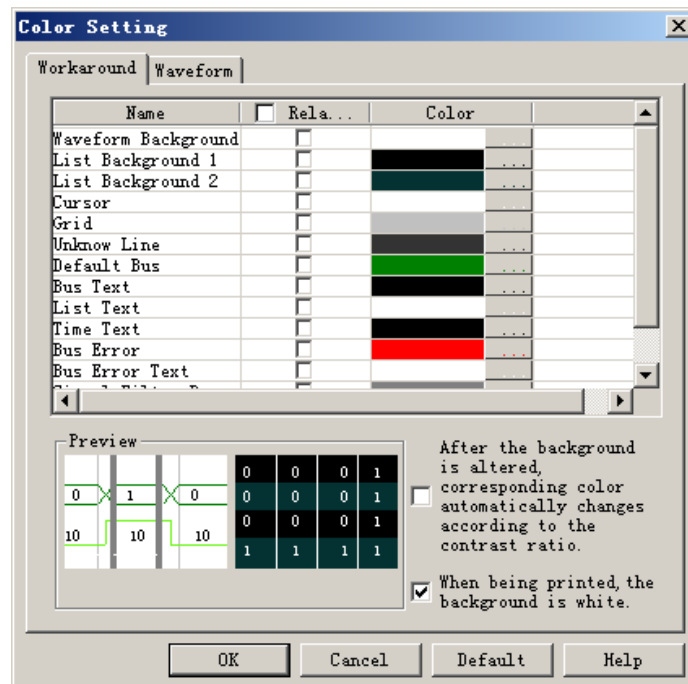 Color Setting
Workaround Waveform
Name Rela... Color
Waveform Background ...
List Background 1 ...
List Background 2 ...
Cursor ...
Grid ...
Unknow Line ...
Default Bus ...
Bus Text ...
List Text ...
Time Text ...
Bus Error ...
Bus Error Text ...
Preview
0 1 0
10 10 10
0 0 0 1
0 0 0 1
0 0 0 1
1 1 1 1
After the background
is altered,
corresponding color
automatically changes
according to the
contrast ratio.
When being printed, the
background is white.
OK Cancel Default Help